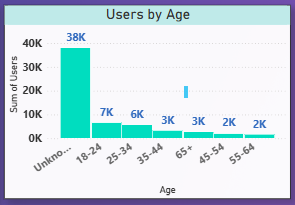 Users by Age
Sum of Users
40K
30K
20K
10K
0K
38K
7K
6K
3K
3K
2K
2K
Unkno...
18-24
25-34
35-44
65+
45-54
55-64
Age